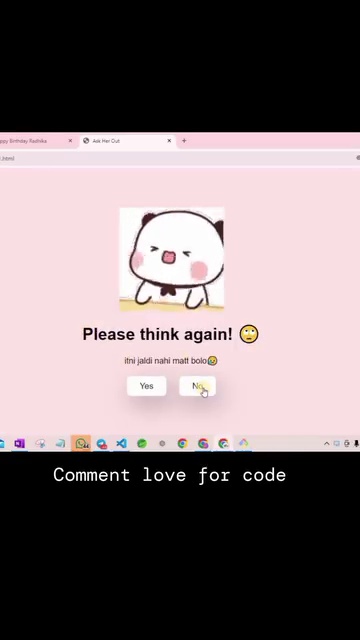 ppy Birthday Radhika
Ask Her Out
.html
Please think again! 🙄
itni jaldi nahi matt bolo🥹
Yes
No
Comment love for code